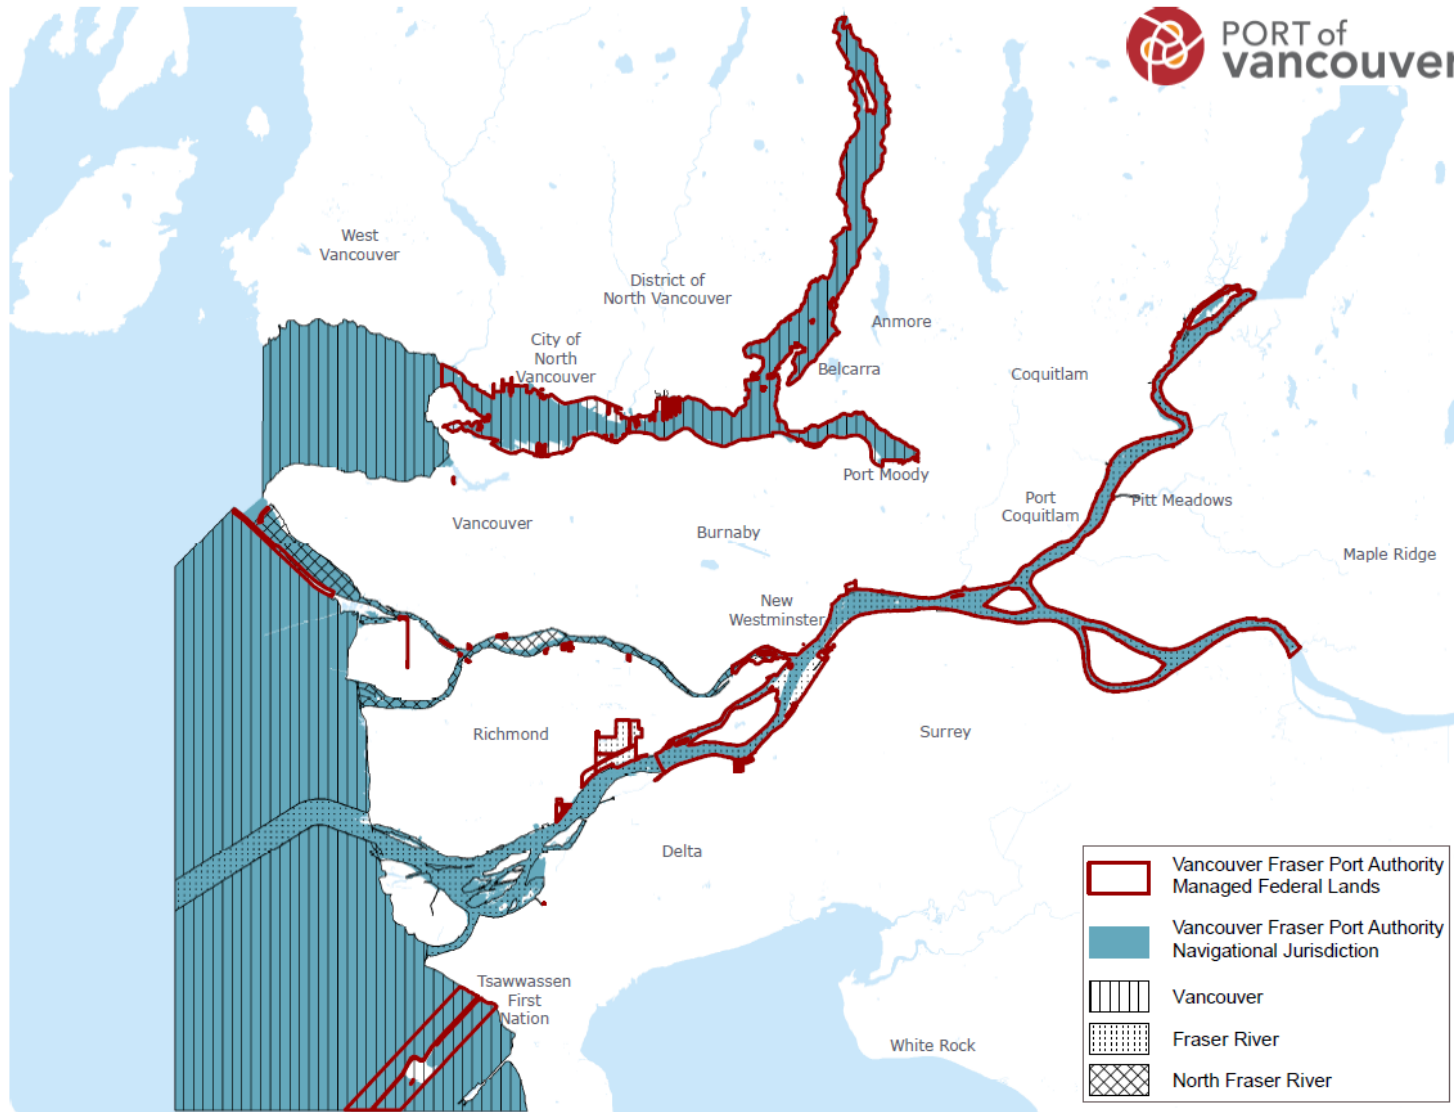 PORT of
vancouver
West
Vancouver
District of
North Vancouver
City of
North
Vancouver
Anmore
Belcarra
Coquitlam
Port Moody
Port
Coquitlam
Pitt Meadows
Vancouver
Burnaby
Maple Ridge
New
Westminster
Richmond
Surrey
Delta
Tsawwassen
First
Nation
White Rock
Vancouver Fraser Port Authority
Managed Federal Lands
Vancouver Fraser Port Authority
Navigational Jurisdiction
Vancouver
Fraser River
North Fraser River